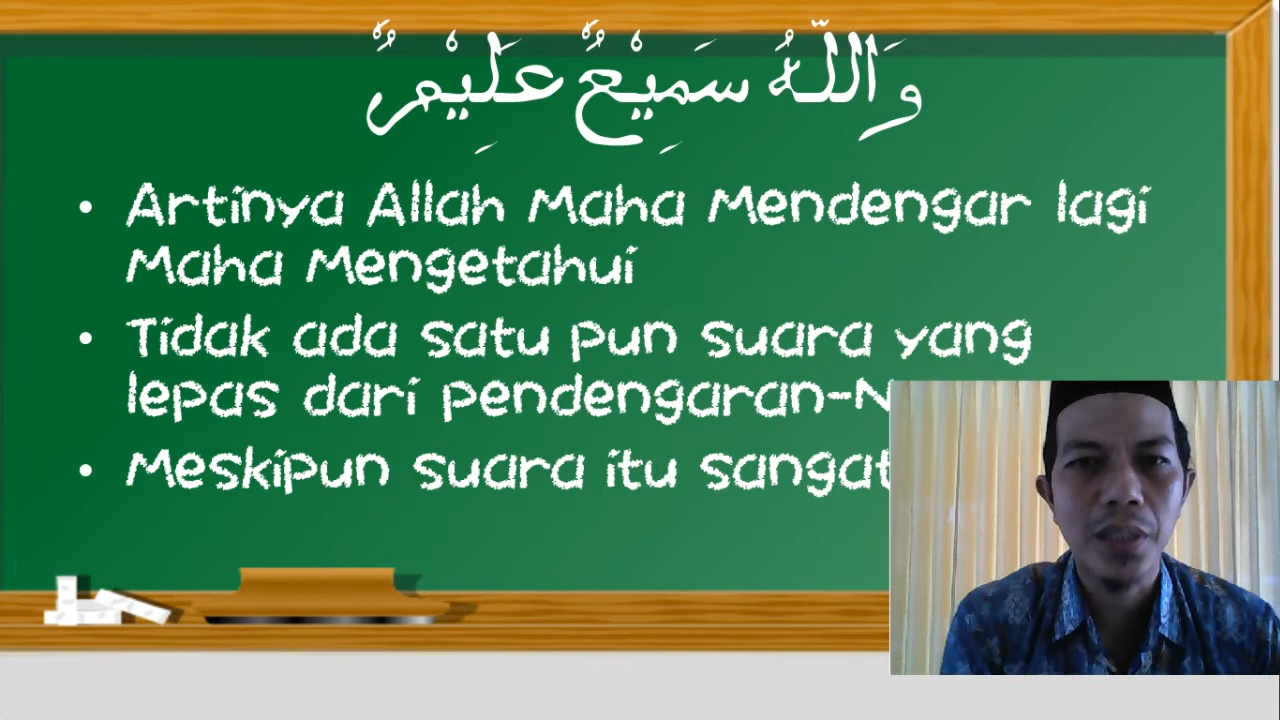 وَاللّٰهُ سَمِيْعٌ عَلِيْمٌ
• Artinya Allah Maha Mendengar lagi
Maha Mengetahui
• Tidak ada satu pun suara yang
lepas dari
• Meskipun suara itu sangat